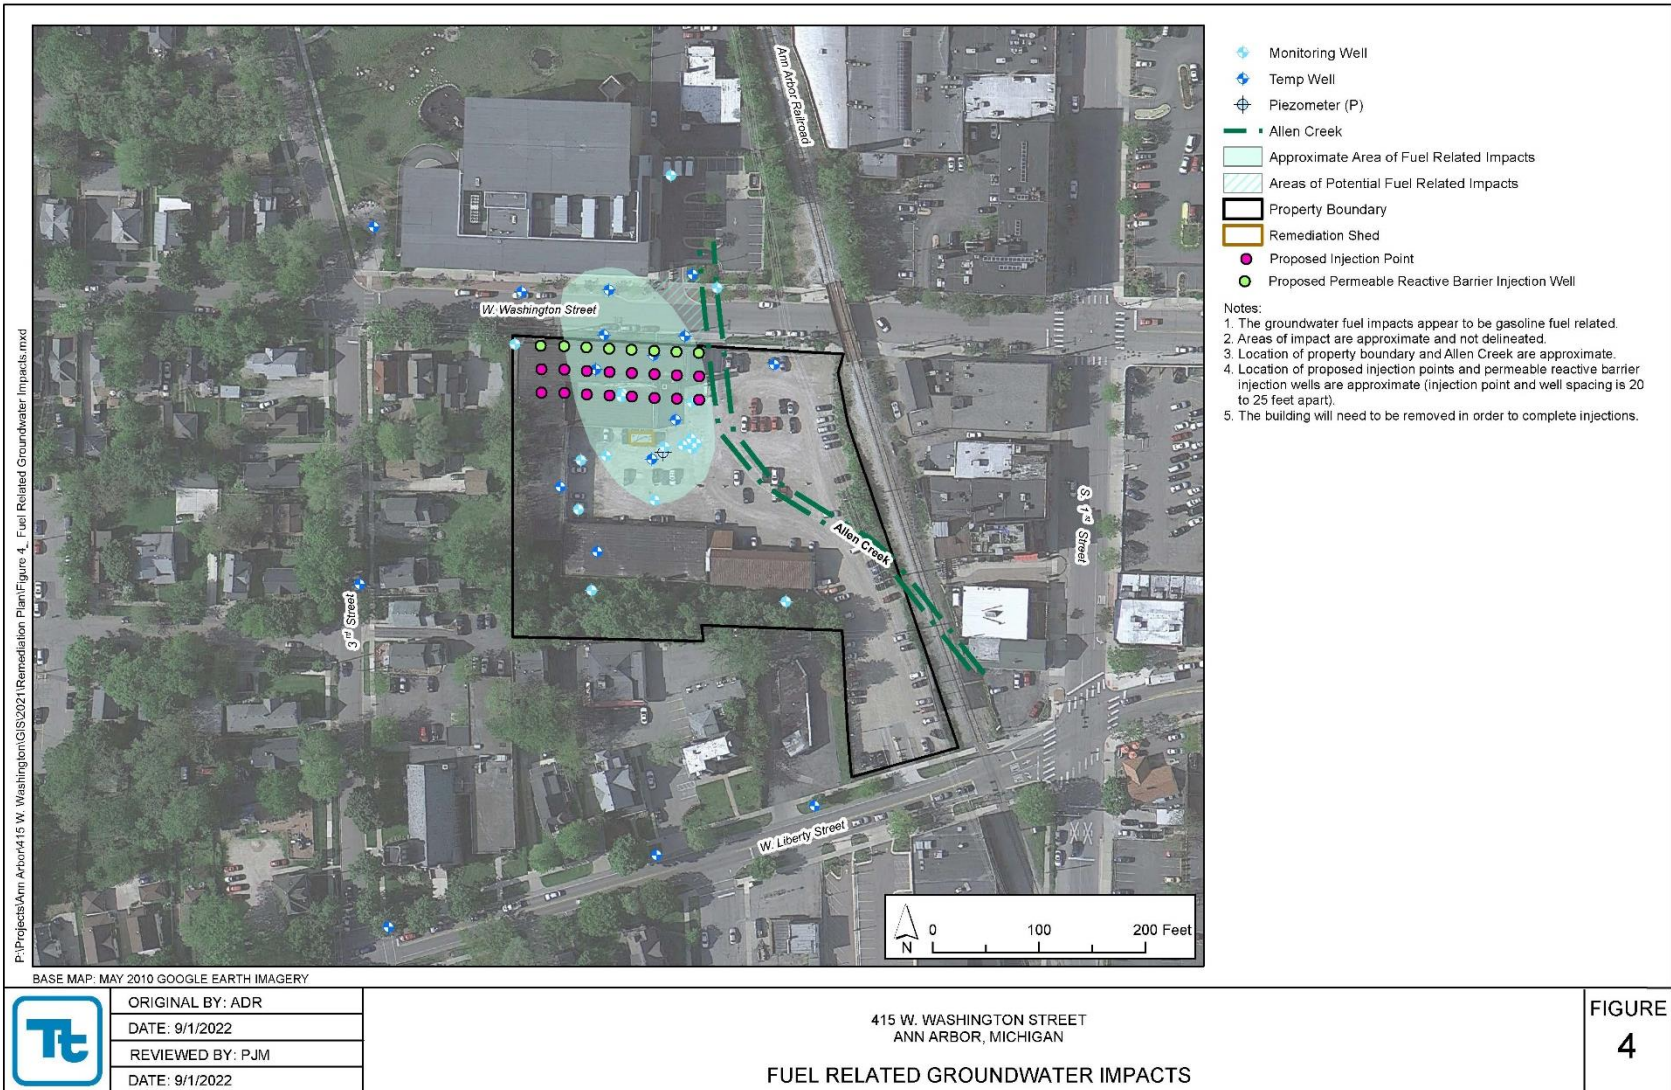 P:\Projects\Ann Arbor\415 W. Washington\GIS\2021\Remediation Plan\Figure 4_ Fuel Related Groundwater Impacts.mxd
Ann Arbor Railroad
W. Washington Street
Allen Creek
S. 1st Street
3rd Street
W. Liberty Street
N
0 100 200 Feet
Monitoring Well
Temp Well
Piezometer (P)
Allen Creek
Approximate Area of Fuel Related Impacts
Areas of Potential Fuel Related Impacts
Property Boundary
Remediation Shed
Proposed Injection Point
Proposed Permeable Reactive Barrier Injection Well
Notes:
1. The groundwater fuel impacts appear to be gasoline fuel related.
2. Areas of impact are approximate and not delineated.
3. Location of property boundary and Allen Creek are approximate.
4. Location of proposed injection points and permeable reactive barrier
injection wells are approximate (injection point and well spacing is 20
to 25 feet apart).
5. The building will need to be removed in order to complete injections.
BASE MAP: MAY 2010 GOOGLE EARTH IMAGERY
Tt
ORIGINAL BY: ADR
DATE: 9/1/2022
REVIEWED BY: PJM
DATE: 9/1/2022
415 W. WASHINGTON STREET
ANN ARBOR, MICHIGAN
FUEL RELATED GROUNDWATER IMPACTS
FIGURE
4